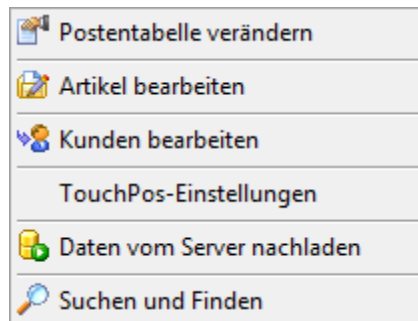 Postentabelle verändern
Artikel bearbeiten
Kunden bearbeiten
TouchPos-Einstellungen
Daten vom Server nachladen
Suchen und Finden